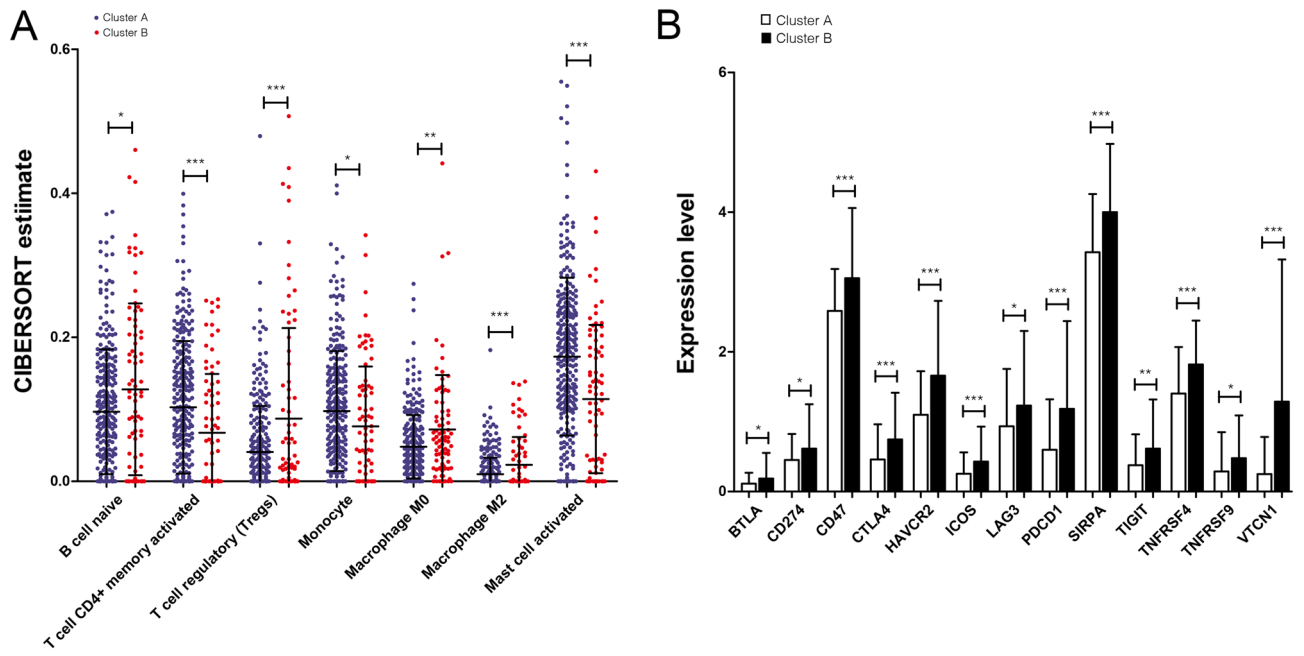 A
Cluster A
Cluster B
CIBERSORT estiimate
0.6
0.4
0.2
0.0
*
***
***
*
**
***
***
B cell naive
T cell CD4+ memory activated
T cell regulatory (Tregs)
Monocyte
Macrophage M0
Macrophage M2
Mast cell activated
B
Cluster A
Cluster B
Expression level
6
4
2
0
*
*
***
***
***
***
*
***
***
**
***
*
***
BTLA
CD274
CD47
CTLA4
HAVCR2
ICOS
LAG3
PDCD1
SIRPA
TIGIT
TNFRSF4
TNFRSF9
VTCN1